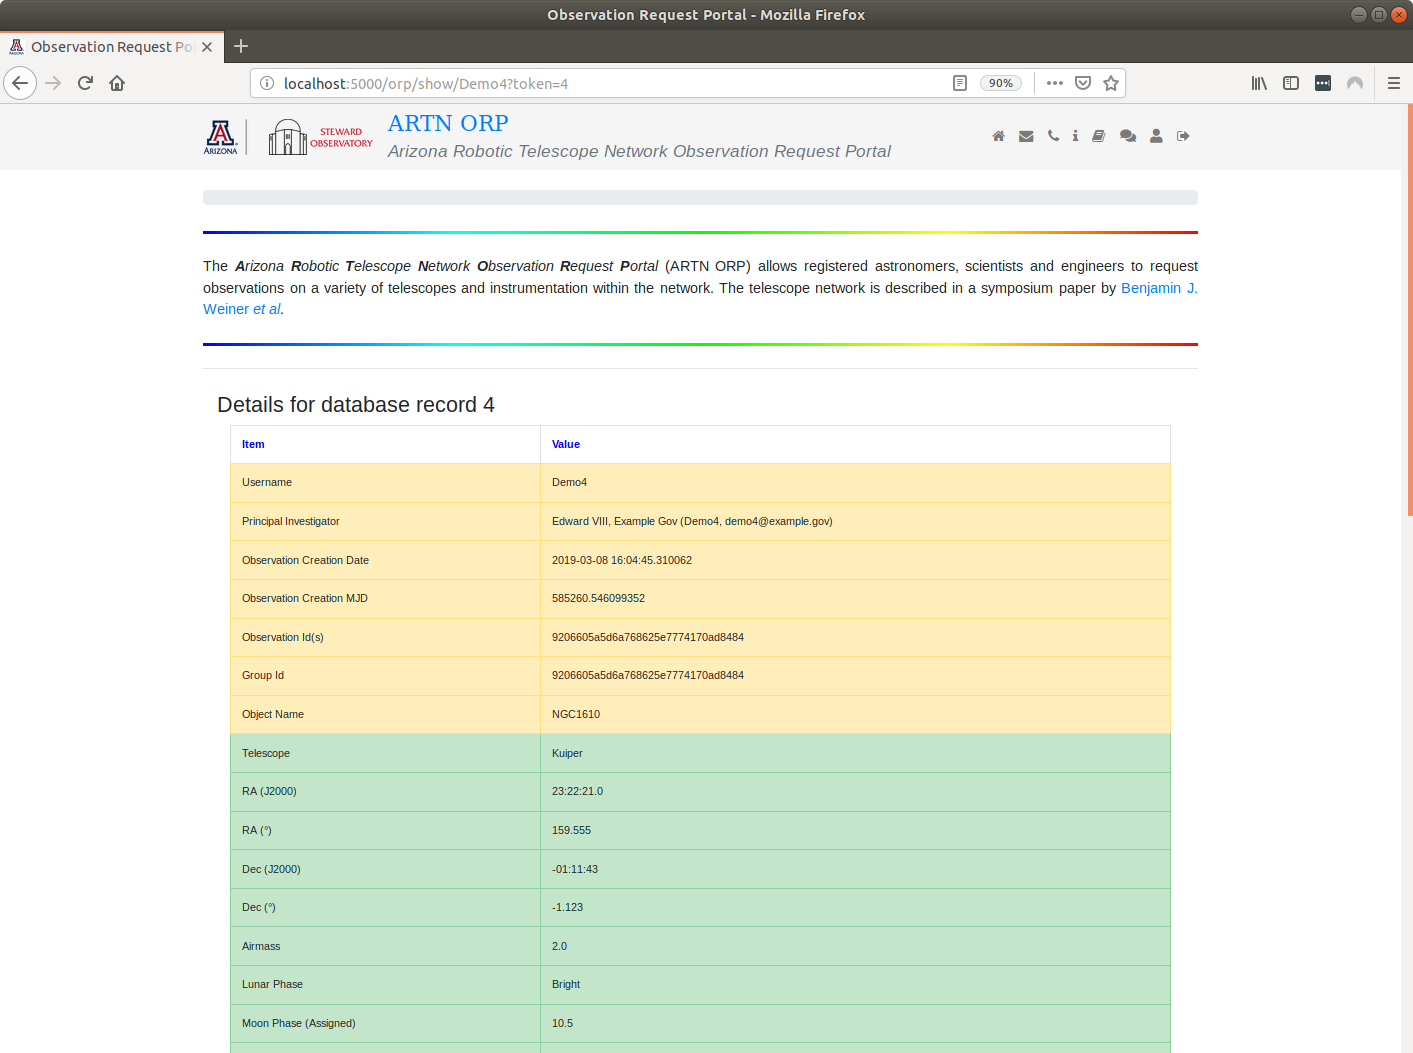 Observation Request Portal - Mozilla Firefox
Observation Request Po
localhost:5000/orp/show/Demo4?token=4
90%
ARIZONA
STEWARD
OBSERVATORY
ARTN ORP
Arizona Robotic Telescope Network Observation Request Portal
The Arizona Robotic Telescope Network Observation Request Portal (ARTN ORP) allows registered astronomers, scientists and engineers to request
observations on a variety of telescopes and instrumentation within the network. The telescope network is described in a symposium paper by Benjamin J.
Weiner et al.
Details for database record 4
Item Value
Username Demo4
Principal Investigator Edward VIII, Example Gov (Demo4, demo4@example.gov)
Observation Creation Date 2019-03-08 16:04:45.310062
Observation Creation MJD 585260.546099352
Observation Id(s) 9206605a5d6a768625e7774170ad8484
Group Id 9206605a5d6a768625e7774170ad8484
Object Name NGC1610
Telescope Kuiper
RA (J2000) 23:22:21.0
RA (°) 159.555
Dec (J2000) -01:11:43
Dec (°) -1.123
Airmass 2.0
Lunar Phase Bright
Moon Phase (Assigned) 10.5